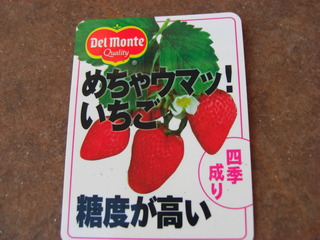 Del Monte
Quality
めちゃウマッ!
いちご
四季
成り
糖度が高い